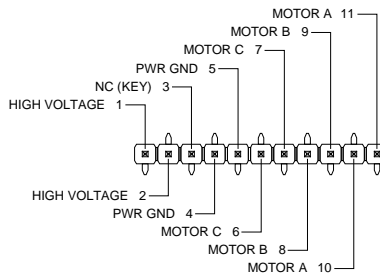 MOTOR A 11
MOTOR B 9
MOTOR C 7
PWR GND 5
NC (KEY) 3
HIGH VOLTAGE 1
HIGH VOLTAGE 2
PWR GND 4
MOTOR C 6
MOTOR B 8
MOTOR A 10